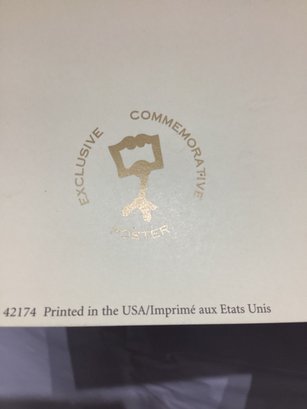 EXCLUSIVE COMMEMORATIVE
POSTER
42174 Printed in the USA/Imprimé aux Etats Unis